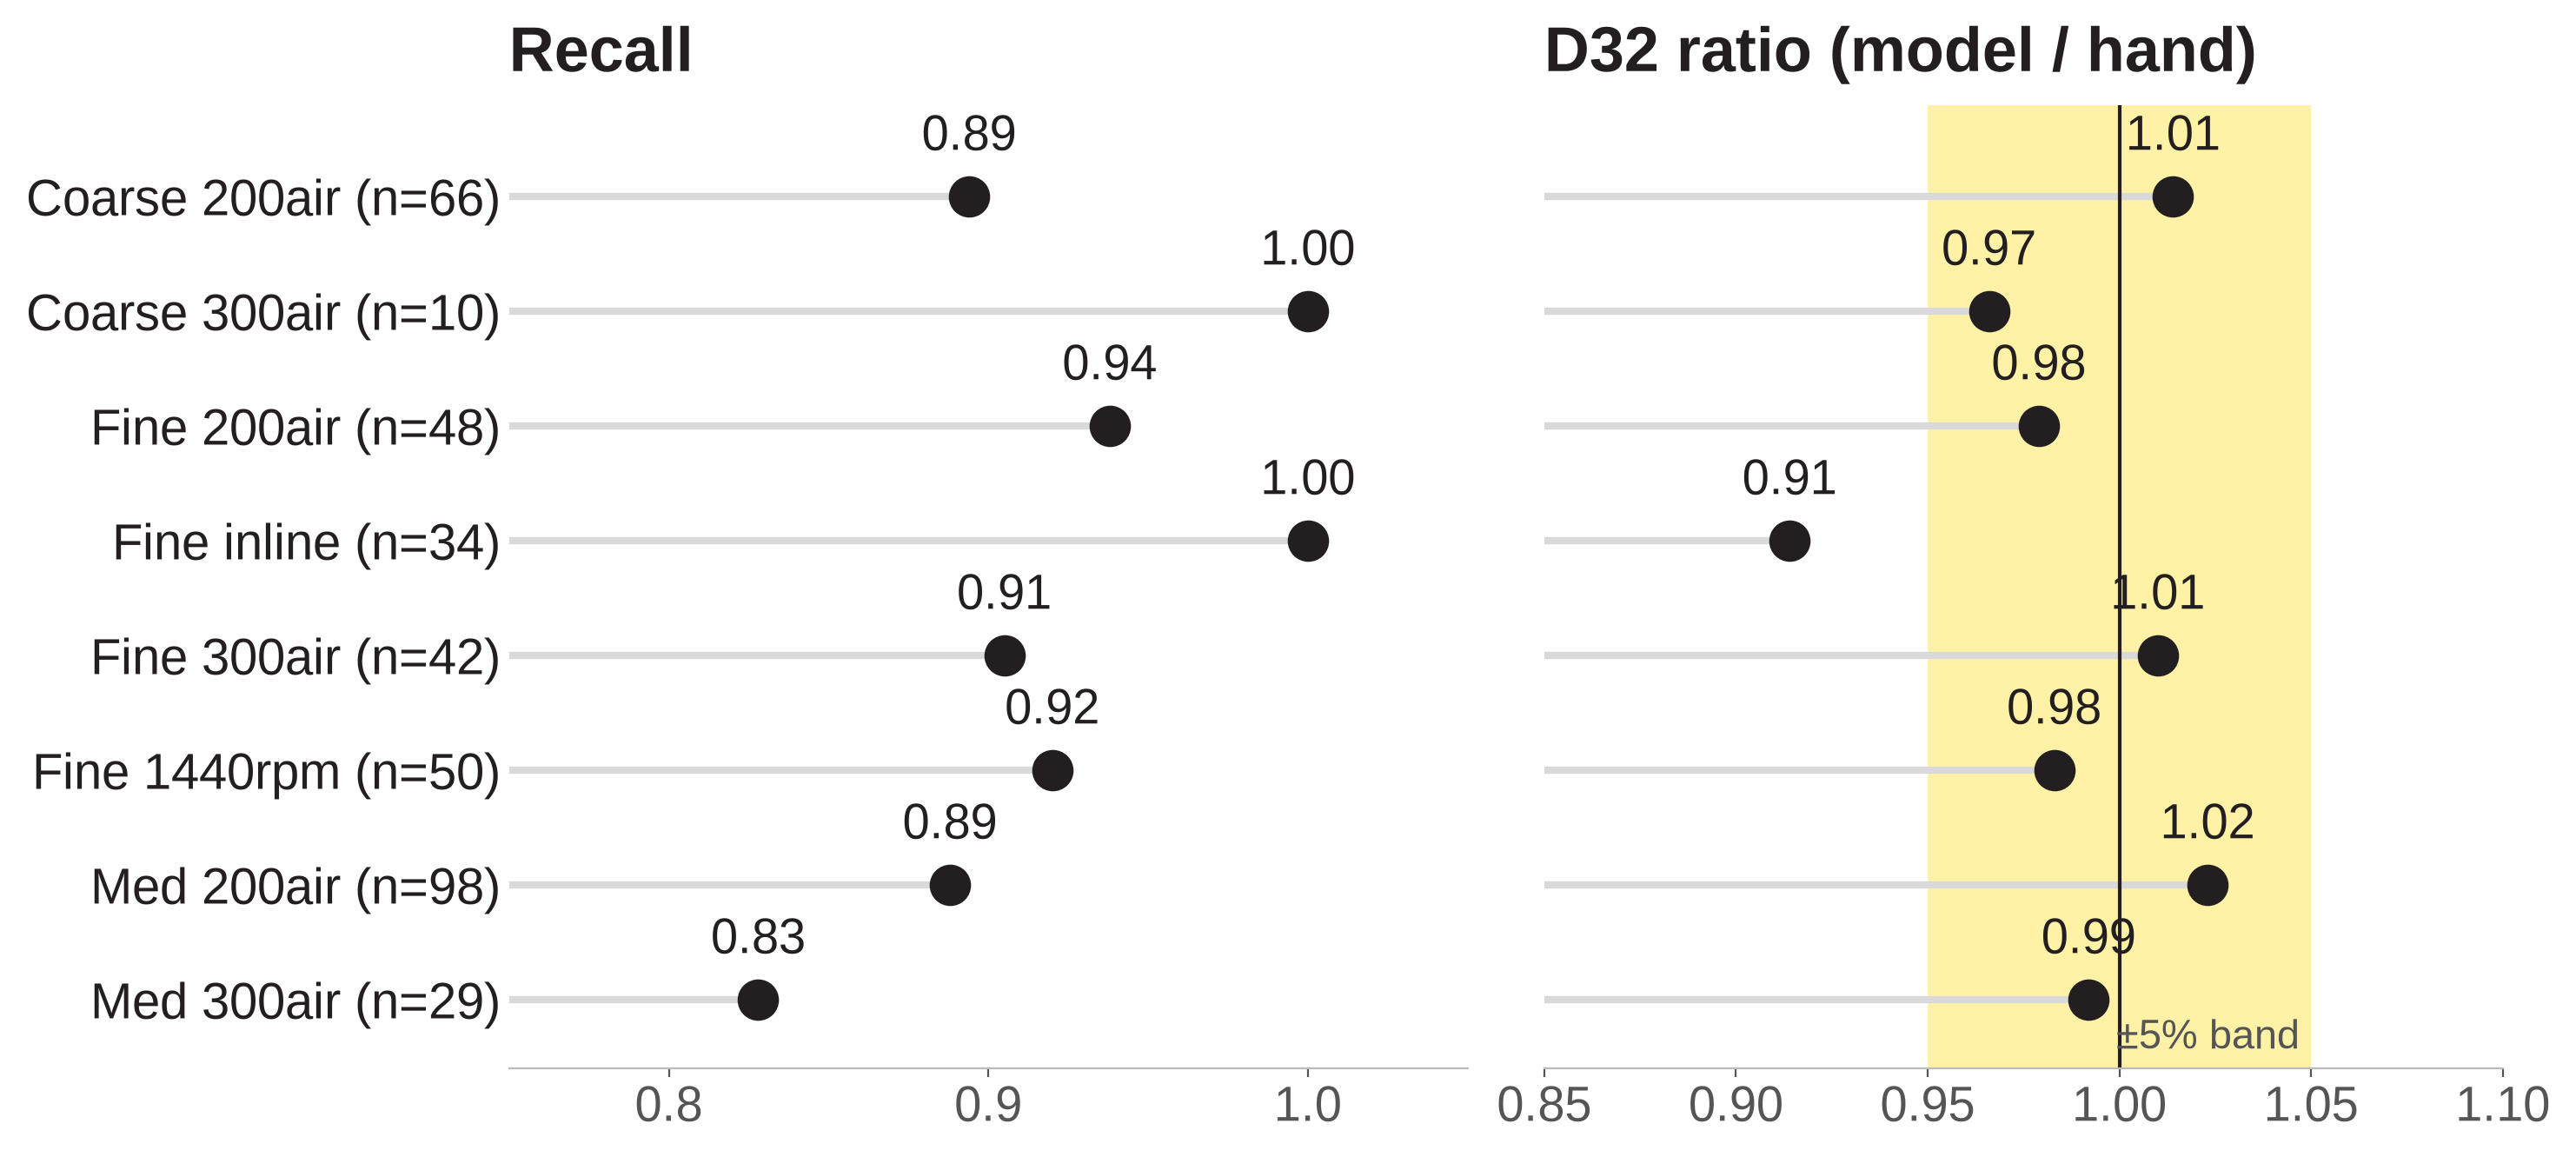 Recall
D32 ratio (model / hand)
0.89
1.01
Coarse 200air (n=66)
1.00
0.97
Coarse 300air (n=10)
0.94
0.98
Fine 200air (n=48)
1.00
0.91
Fine inline (n=34)
0.91
1.01
Fine 300air (n=42)
0.92
0.98
Fine 1440rpm (n=50)
0.89
1.02
Med 200air (n=98)
0.83
0.99
Med 300air (n=29)
±5% band
0.8 0.9 1.0
0.85 0.90 0.95 1.00 1.05 1.10